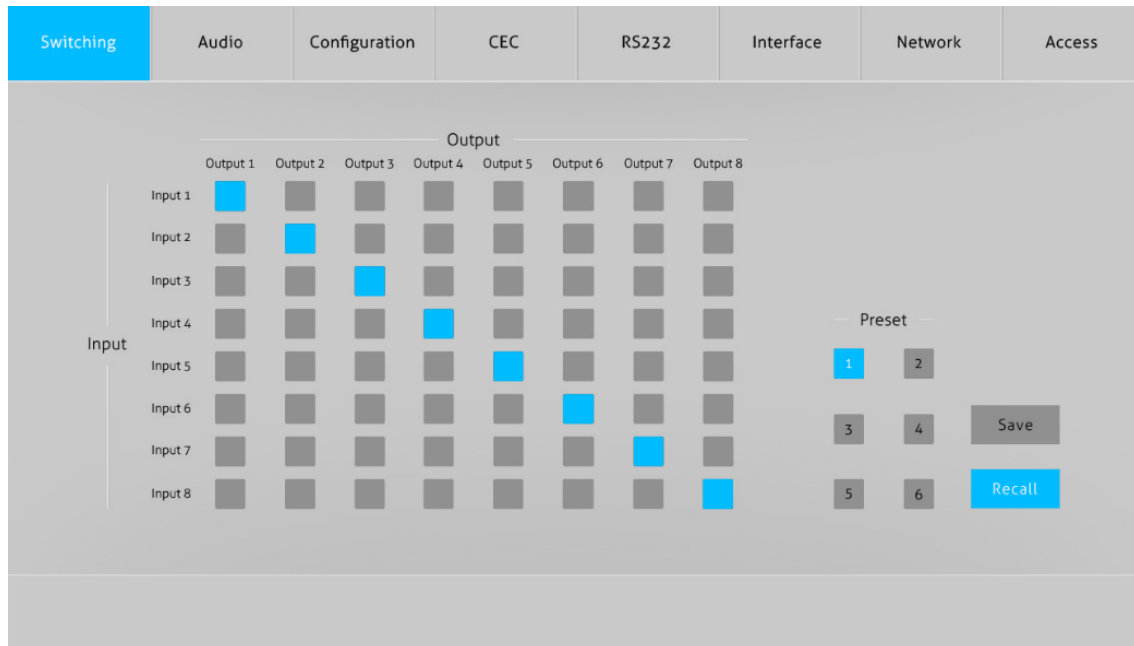 Switching Audio Configuration CEC RS232 Interface Network Access
Output
Output 1 Output 2 Output 3 Output 4 Output 5 Output 6 Output 7 Output 8
Input 1
Input 2
Input 3
Input 4
Input
Input 5
Input 6
Input 7
Input 8
Preset
1 2
3 4
5 6
Save
Recall